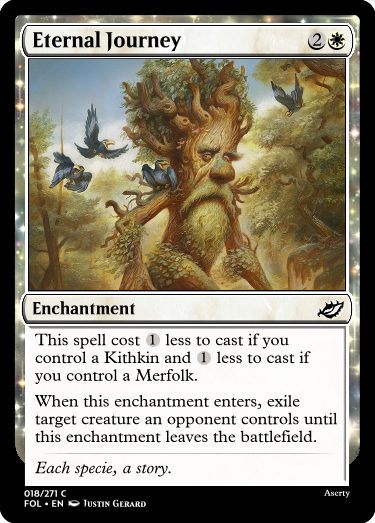 Eternal Journey 2
Enchantment
This spell cost 1 less to cast if you
control a Kithkin and 1 less to cast if
you control a Merfolk.
When this enchantment enters, exile
target creature an opponent controls until
this enchantment leaves the battlefield.
Each specie, a story.
018/271 C
FOL • EN Justin Gerard
Aserty